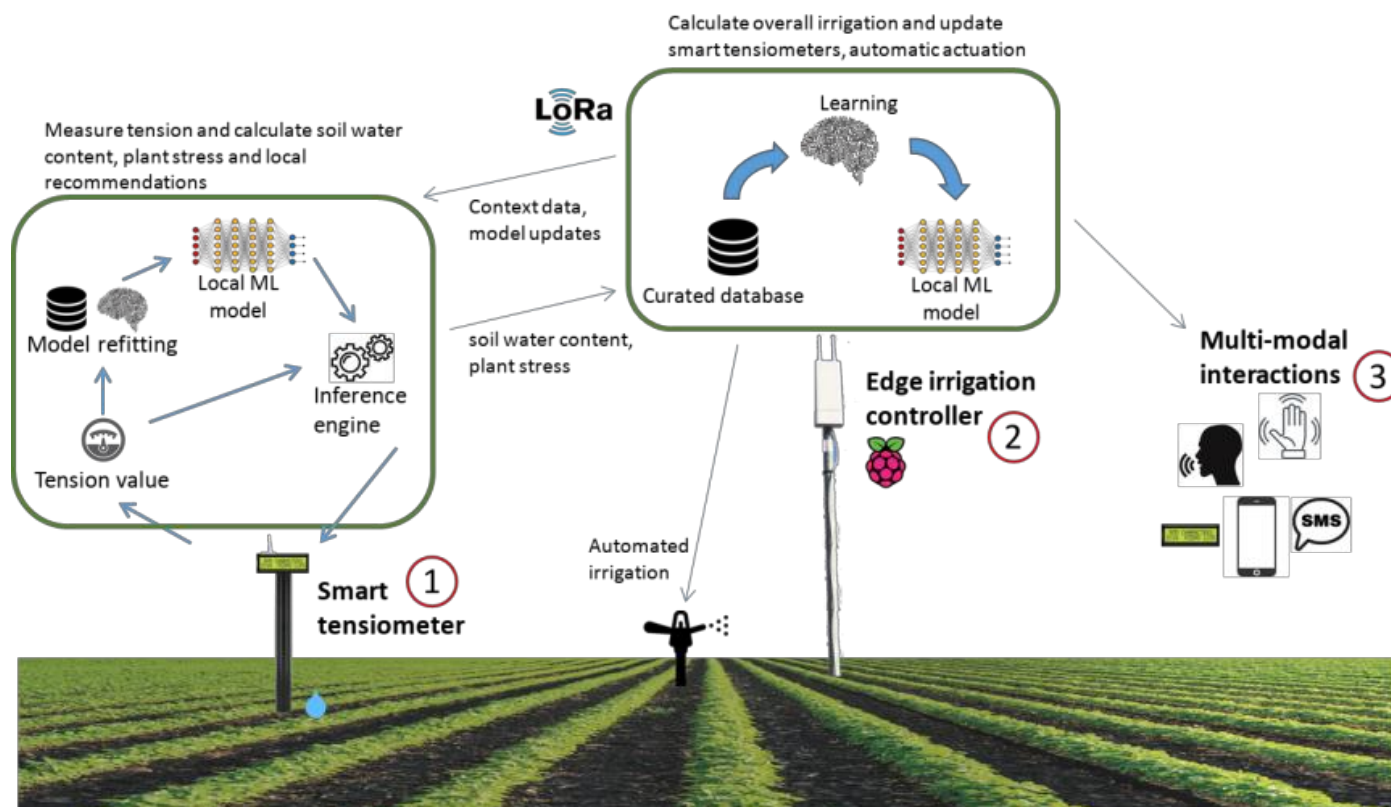 Calculate overall irrigation and update
smart tensiometers, automatic actuation
LoRa
Learning
Curated database
Local ML
model
Measure tension and calculate soil water
content, plant stress and local
recommendations
Local ML
model
Model refitting
Inference
engine
Tension value
Context data,
model updates
soil water content,
plant stress
Smart
tensiometer
1
Automated
irrigation
Edge irrigation
controller
2
Multi-modal
interactions
3
SMS